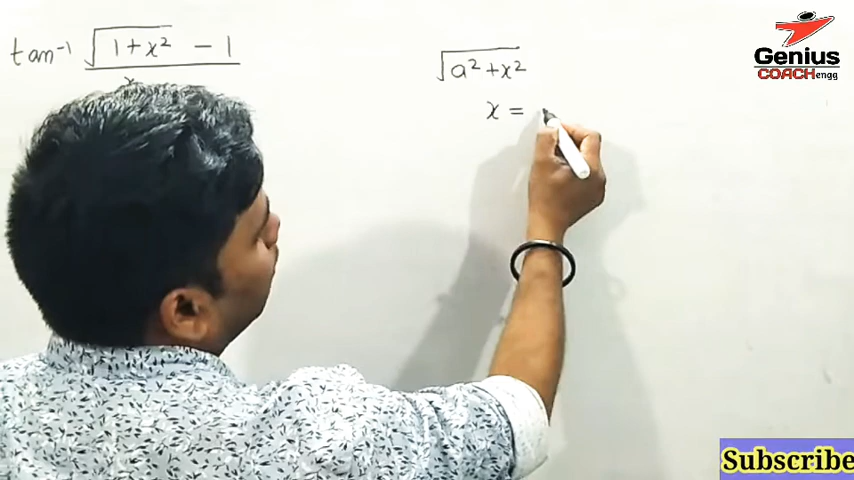 tan⁻¹ √(1+x²) - 1
x
√(a²+x²)
x =
Genius
COACHengg
Subscribe